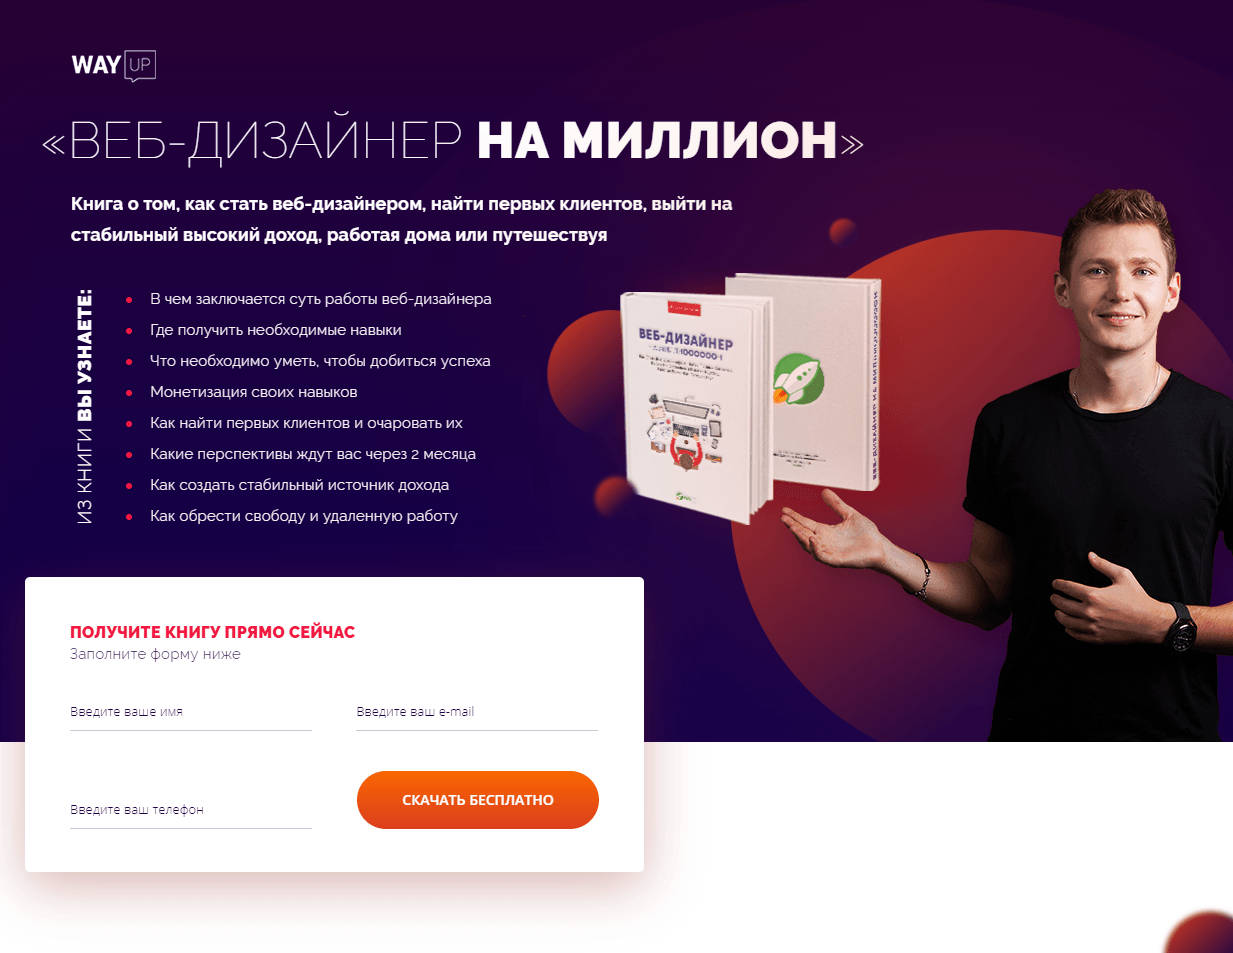 WAY UP
«ВЕБ-ДИЗАЙНЕР НА МИЛЛИОН»
Книга о том, как стать веб-дизайнером, найти первых клиентов, выйти на
стабильный высокий доход, работая дома или путешествуя
ИЗ КНИГИ ВЫ УЗНАЕТЕ:
В чем заключается суть работы веб-дизайнера
Где получить необходимые навыки
Что необходимо уметь, чтобы добиться успеха
Монетизация своих навыков
Как найти первых клиентов и очаровать их
Какие перспективы ждут вас через 2 месяца
Как создать стабильный источник дохода
Как обрести свободу и удаленную работу
ВЕБ-ДИЗАЙНЕР
ПОЛУЧИТЕ КНИГУ ПРЯМО СЕЙЧАС
Заполните форму ниже
Введите ваше имя
Введите ваш e-mail
Введите ваш телефон
СКАЧАТЬ БЕСПЛАТНО